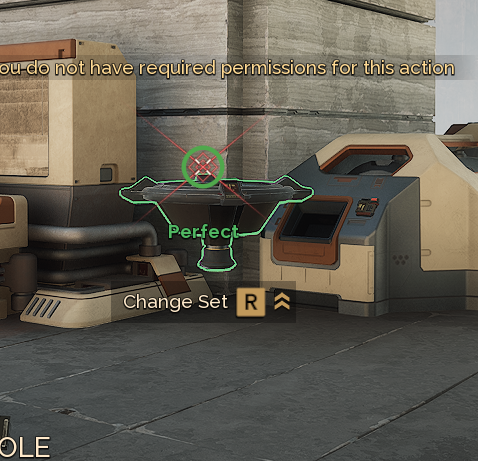 ou do not have required permissions for this action
Perfect
Change Set R
OLE